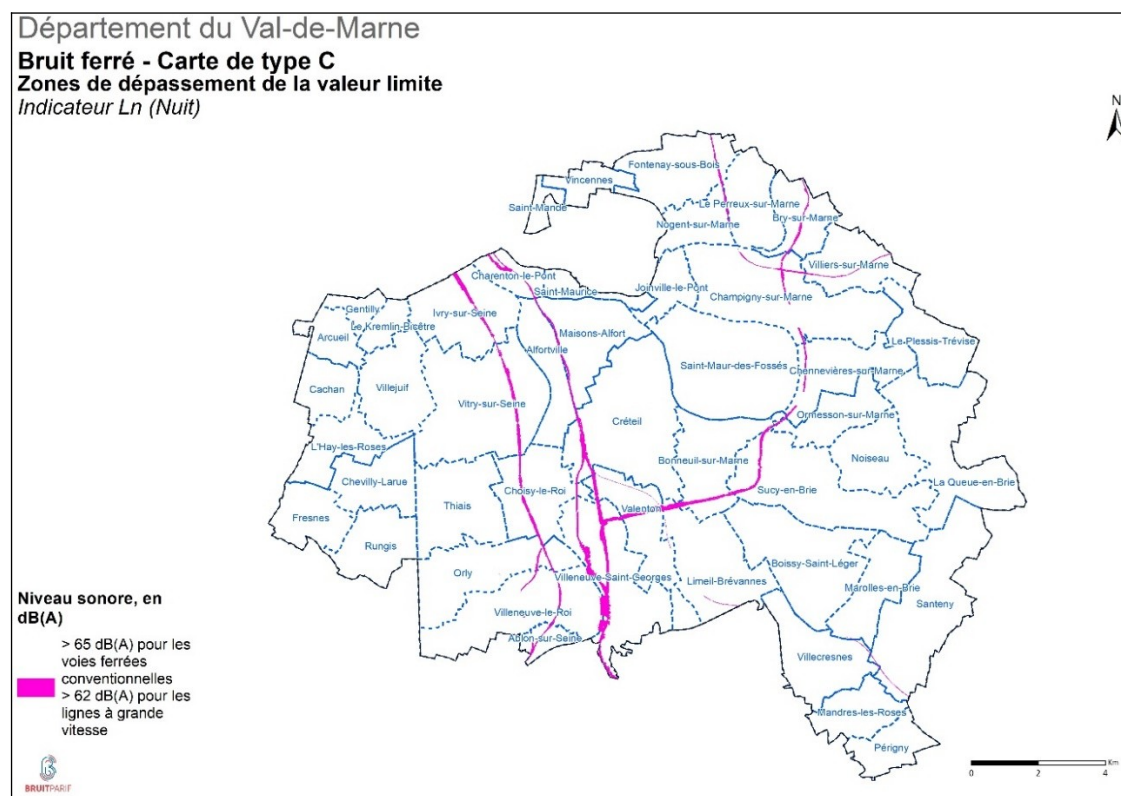 Département du Val-de-Marne
Bruit ferré - Carte de type C
Zones de dépassement de la valeur limite
Indicateur Ln (Nuit)
N
Fontenay-sous-Bois
Vincennes
Saint-Mandé
Le Perreux-sur-Marne
Bry-sur-Marne
Nogent-sur-Marne
Villiers-sur-Marne
Charenton-le-Pont
Saint-Maurice
Joinville-le-Pont
Champigny-sur-Marne
Gentilly
Ivry-sur-Seine
Le Kremlin-Bicêtre
Arcueil
Maisons-Alfort
Alfortville
Le Plessis-Trévise
Saint-Maur-des-Fossés
Chennevières-sur-Marne
Cachan
Villejuif
Vitry-sur-Seine
Créteil
Ormesson-sur-Marne
L'Hay-les-Roses
Bonneuil-sur-Marne
Noiseau
Chevilly-Larue
Choisy-le-Roi
Sucy-en-Brie
La Queue-en-Brie
Thiais
Valenton
Fresnes
Rungis
Orly
Villeneuve-Saint-Georges
Limeil-Brévannes
Boissy-Saint-Léger
Marolles-en-Brie
Santeny
Villeneuve-le-Roi
Ablon-sur-Seine
Villecresnes
Mandres-les-Roses
Périgny
Niveau sonore, en
dB(A)
> 65 dB(A) pour les
voies ferrées
conventionnelles
> 62 dB(A) pour les
lignes à grande
vitesse
BRUITPARIF
Km
0 2 4